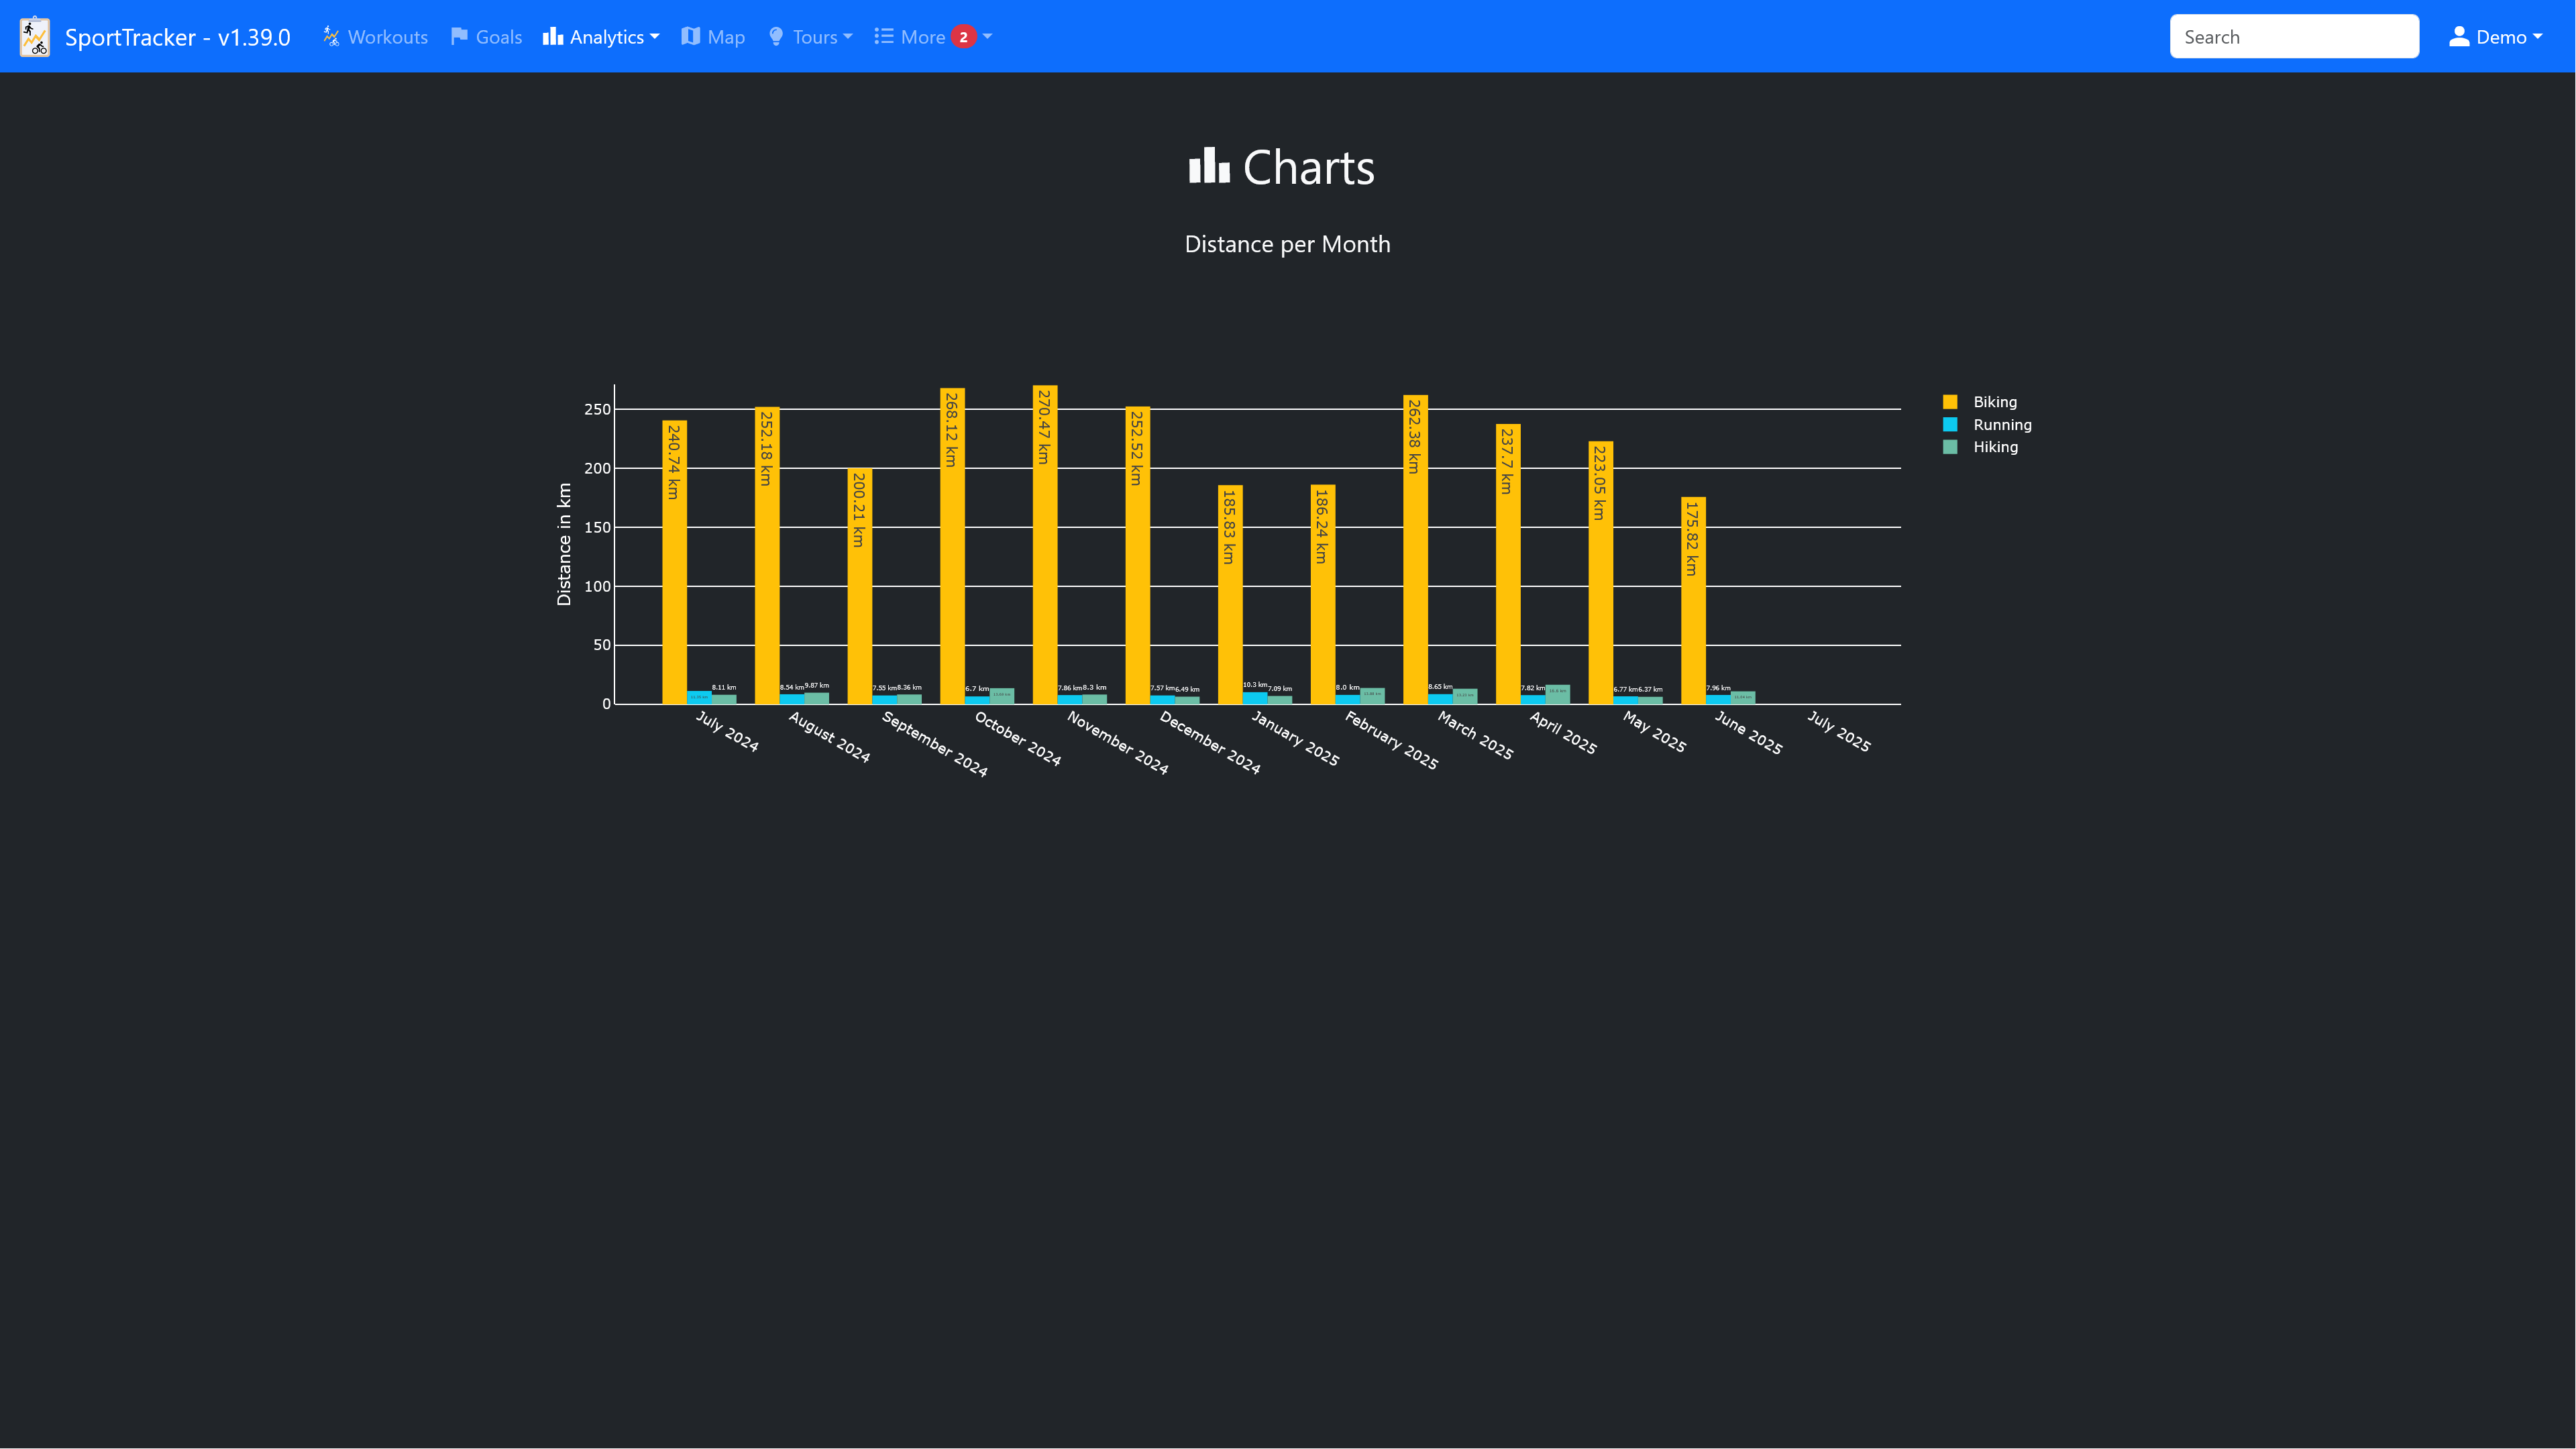 SportTracker - v1.39.0 Workouts Goals Analytics Map Tours More 2 Search Demo
Charts
Distance per Month
Distance in km
250
200
150
100
50
0
240.74 km
8.11 km
252.18 km
8.54 km
9.87 km
200.21 km
7.55 km
8.36 km
268.12 km
6.7 km
270.47 km
7.86 km
8.3 km
252.52 km
7.57 km
6.49 km
185.83 km
10.3 km
7.09 km
186.24 km
8.0 km
262.38 km
8.65 km
237.7 km
7.82 km
223.05 km
6.77 km
6.37 km
175.82 km
7.96 km
July 2024
August 2024
September 2024
October 2024
November 2024
December 2024
January 2025
February 2025
March 2025
April 2025
May 2025
June 2025
July 2025
Biking
Running
Hiking